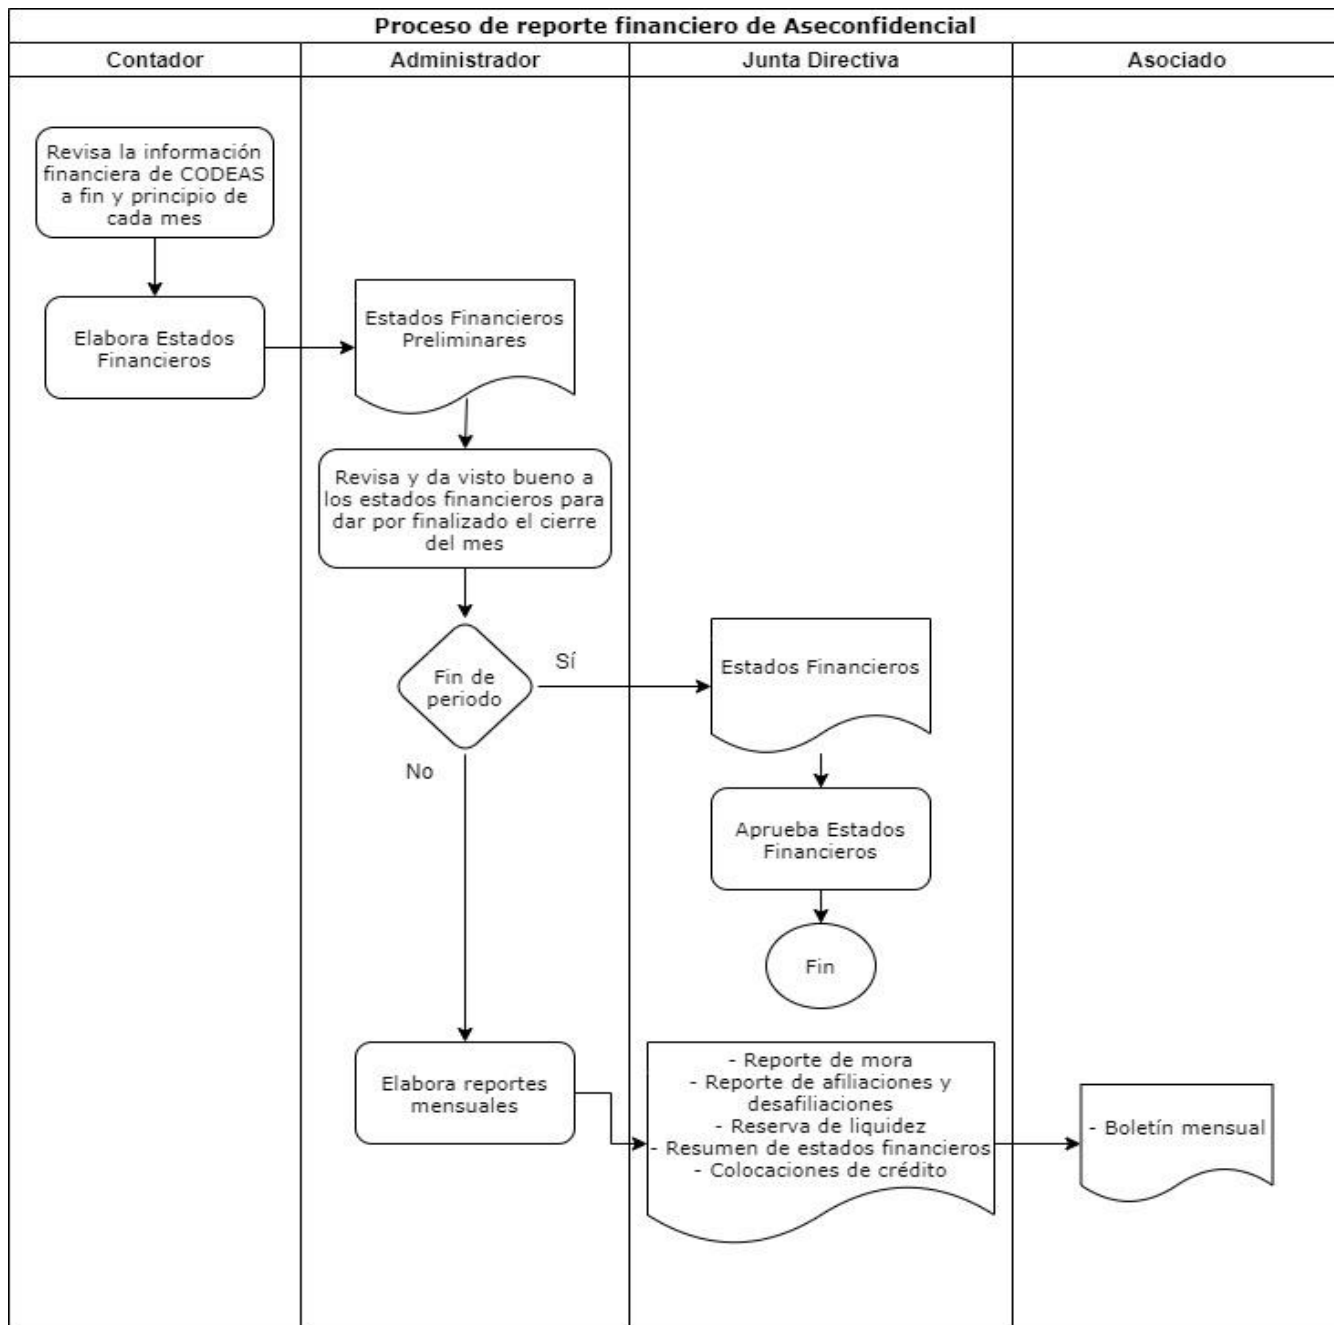 Proceso de reporte financiero de Aseconfidencial
Contador
Administrador
Junta Directiva
Asociado
Revisa la información
financiera de CODEAS
a fin y principio de
cada mes
Elabora Estados
Financieros
Estados Financieros
Preliminares
Revisa y da visto bueno a
los estados financieros para
dar por finalizado el cierre
del mes
Fin de
periodo
Sí
No
Estados Financieros
Aprueba Estados
Financieros
Fin
Elabora reportes
mensuales
- Reporte de mora
- Reporte de afiliaciones y
desafiliaciones
- Reserva de liquidez
- Resumen de estados financieros
- Colocaciones de crédito
- Boletín mensual